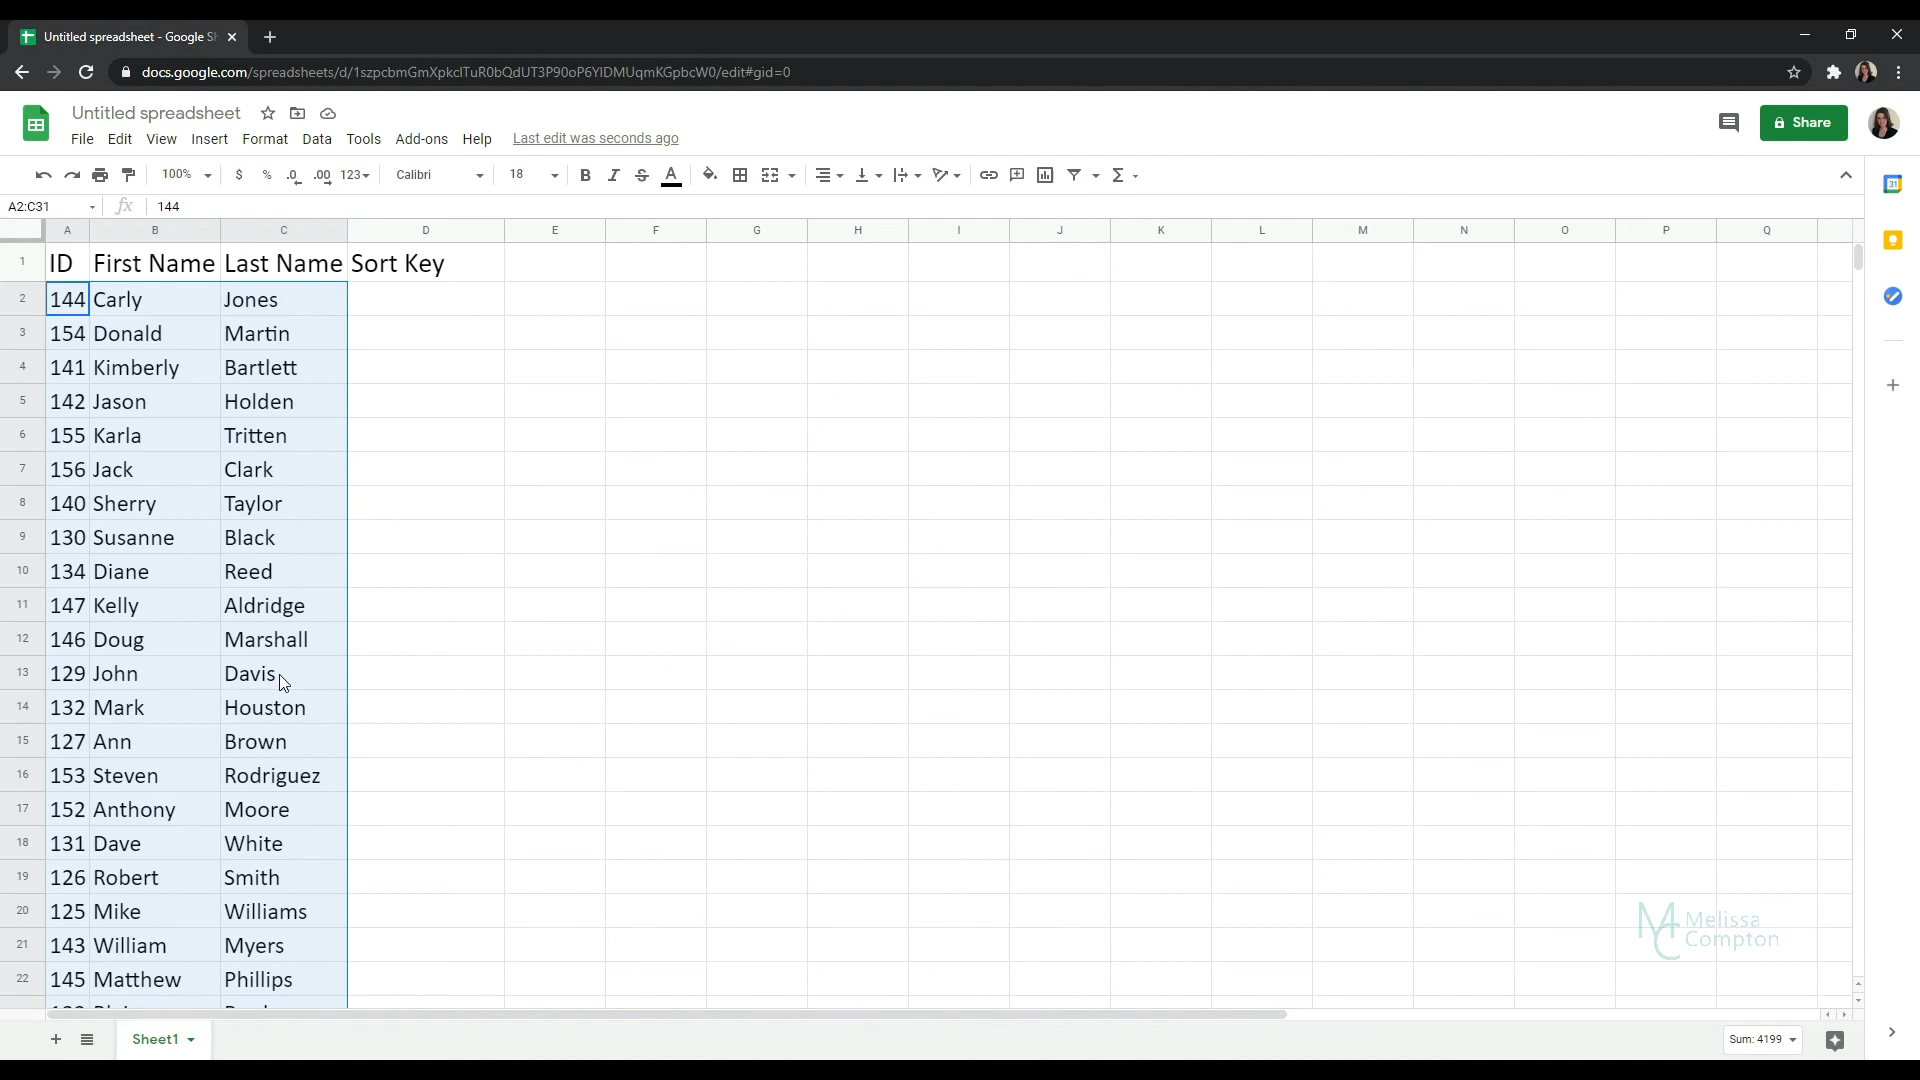 Untitled spreadsheet - Google Sh
docs.google.com/spreadsheets/d/1szpcbmGmXpkclTuR0bQdUT3P90oP6YIDMUqmKGpbcW0/edit#gid=0
Untitled spreadsheet
File Edit View Insert Format Data Tools Add-ons Help Last edit was seconds ago
Share
100% $ % .0 .00 123 Calibri 18 B I S A Σ
A2:C31 fx 144
A B C D E F G H I J K L M N O P Q
1 ID First Name Last Name Sort Key
2 144 Carly Jones
3 154 Donald Martin
4 141 Kimberly Bartlett
5 142 Jason Holden
6 155 Karla Tritten
7 156 Jack Clark
8 140 Sherry Taylor
9 130 Susanne Black
10 134 Diane Reed
11 147 Kelly Aldridge
12 146 Doug Marshall
13 129 John Davis
14 132 Mark Houston
15 127 Ann Brown
16 153 Steven Rodriguez
17 152 Anthony Moore
18 131 Dave White
19 126 Robert Smith
20 125 Mike Williams
21 143 William Myers
22 145 Matthew Phillips
MC Melissa
Compton
Sheet1
Sum: 4199
31